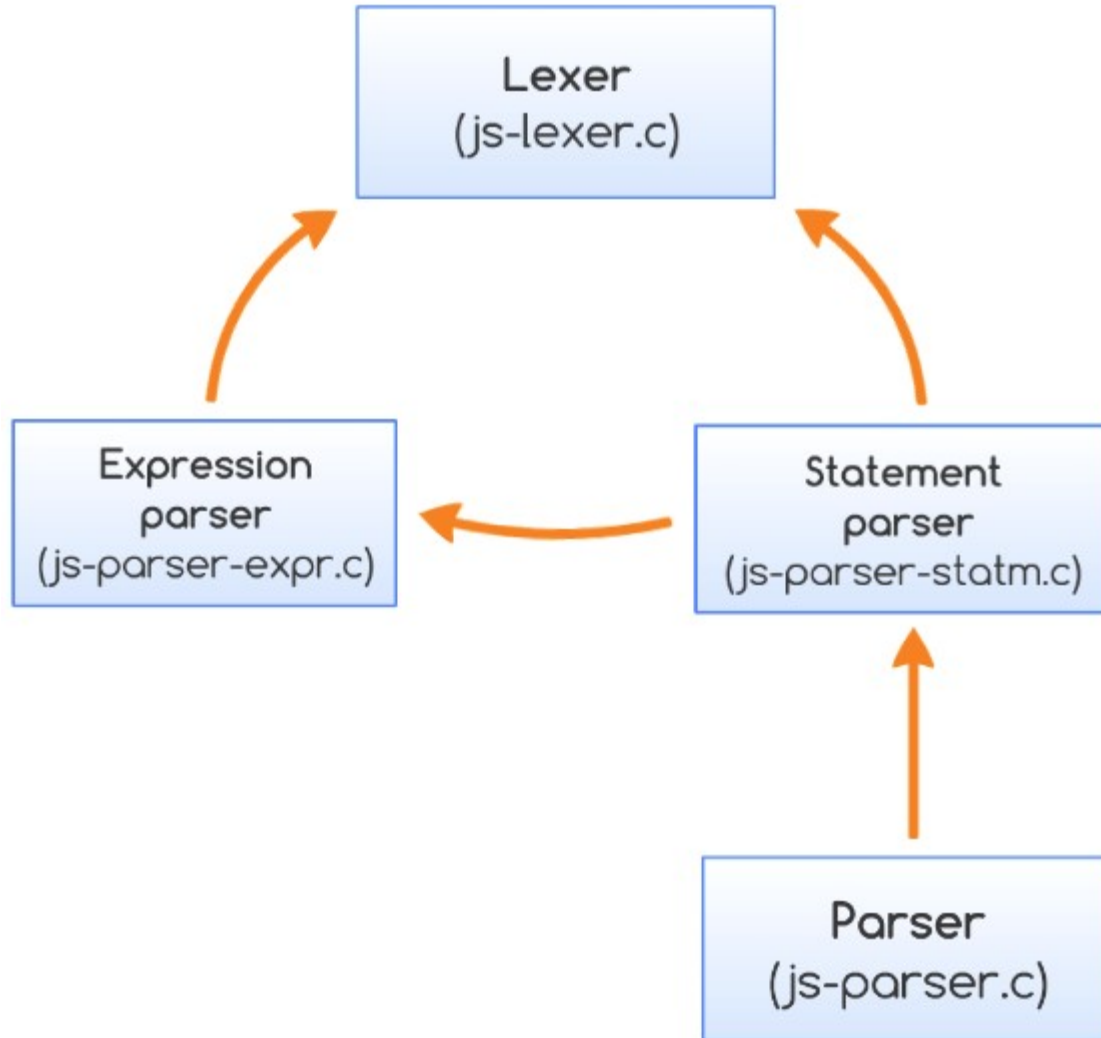 Lexer
(js-lexer.c)
Expression
parser
(js-parser-expr.c)
Statement
parser
(js-parser-statm.c)
Parser
(js-parser.c)